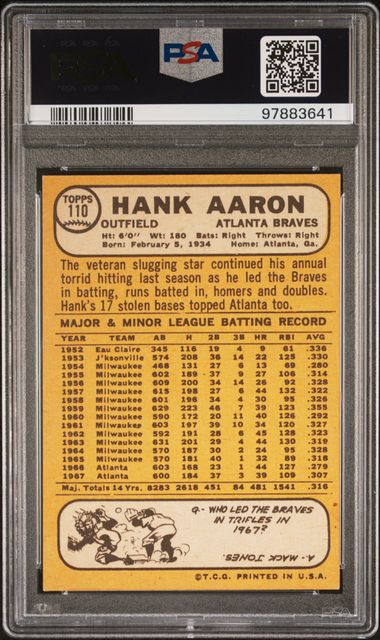 PSA
PSA
97883641
TOPPS
110
HANK AARON
OUTFIELD ATLANTA BRAVES
Ht: 6'0" Wt: 180 Bats: Right Throws: Right
Born: February 5, 1934 Home: Atlanta, Ga.
The veteran slugging star continued his annual
torrid hitting last season as he led the Braves
in batting, runs batted in, homers and doubles.
Hank's 17 stolen bases topped Atlanta too.
MAJOR & MINOR LEAGUE BATTING RECORD
YEAR TEAM AB H 2B 3B HR RBI AVG
1952 Eau Claire 345 116 19 4 9 61 .336
1953 J'ksonville 574 208 36 14 22 125 .330
1954 Milwaukee 468 131 27 6 13 69 .280
1955 Milwaukee 602 189 37 9 27 106 .314
1956 Milwaukee 609 200 34 14 26 92 .328
1957 Milwaukee 615 198 27 6 44 132 .322
1958 Milwaukee 601 196 34 4 30 95 .326
1959 Milwaukee 629 223 46 7 39 123 .355
1960 Milwaukee 590 172 20 11 40 126 .292
1961 Milwaukee 603 197 39 10 34 120 .327
1962 Milwaukee 592 191 28 6 45 128 .323
1963 Milwaukee 631 201 29 4 44 130 .319
1964 Milwaukee 570 187 30 2 24 95 .328
1965 Milwaukee 570 181 40 1 32 89 .318
1966 Atlanta 603 168 23 1 44 127 .279
1967 Atlanta 600 184 37 3 39 109 .307
Maj. Totals 14 Yrs. 8283 2618 451 84 481 1541 .316
Q- WHO LED THE BRAVES
IN TRIPLES IN
1967?
A- MACK JONES.
©T.C.G. PRINTED IN U.S.A.